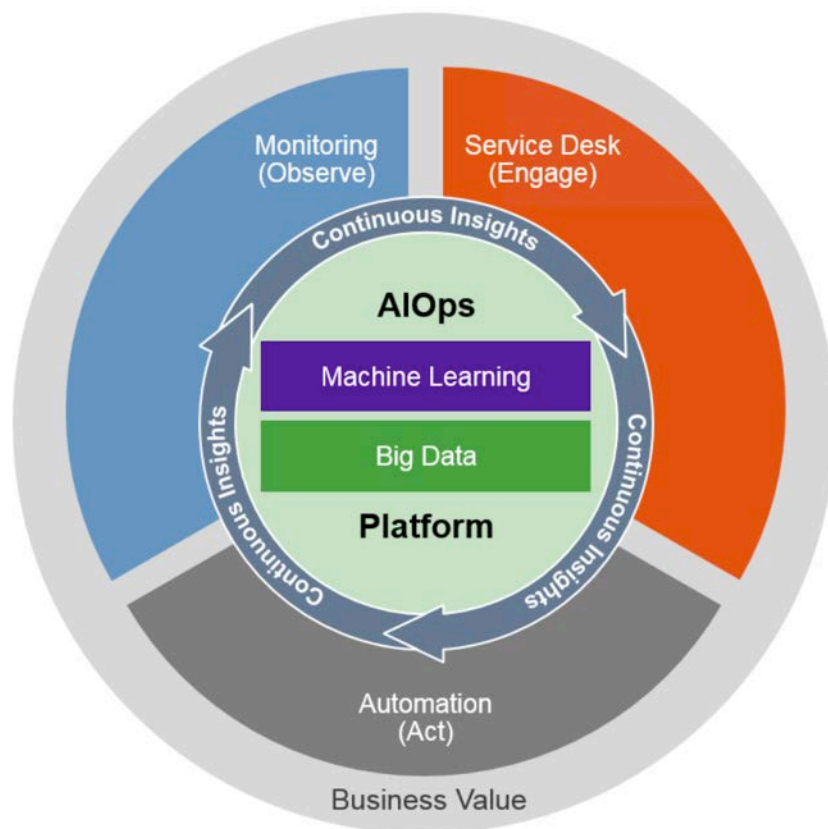 Monitoring
(Observe)
Service Desk
(Engage)
Continuous Insights
AIOps
Machine Learning
Big Data
Platform
Continuous Insights
Continuous Insights
Automation
(Act)
Business Value